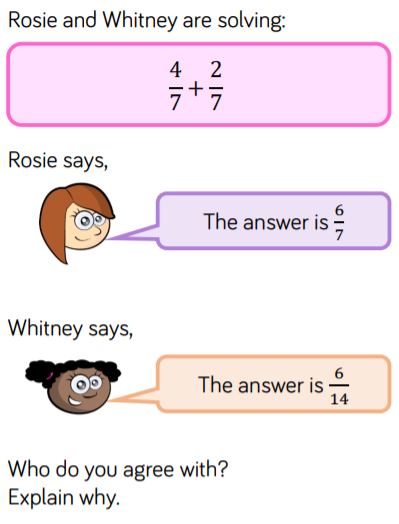 Rosie and Whitney are solving:
4/7 + 2/7
Rosie says,
The answer is 6/7
Whitney says,
The answer is 6/14
Who do you agree with?
Explain why.